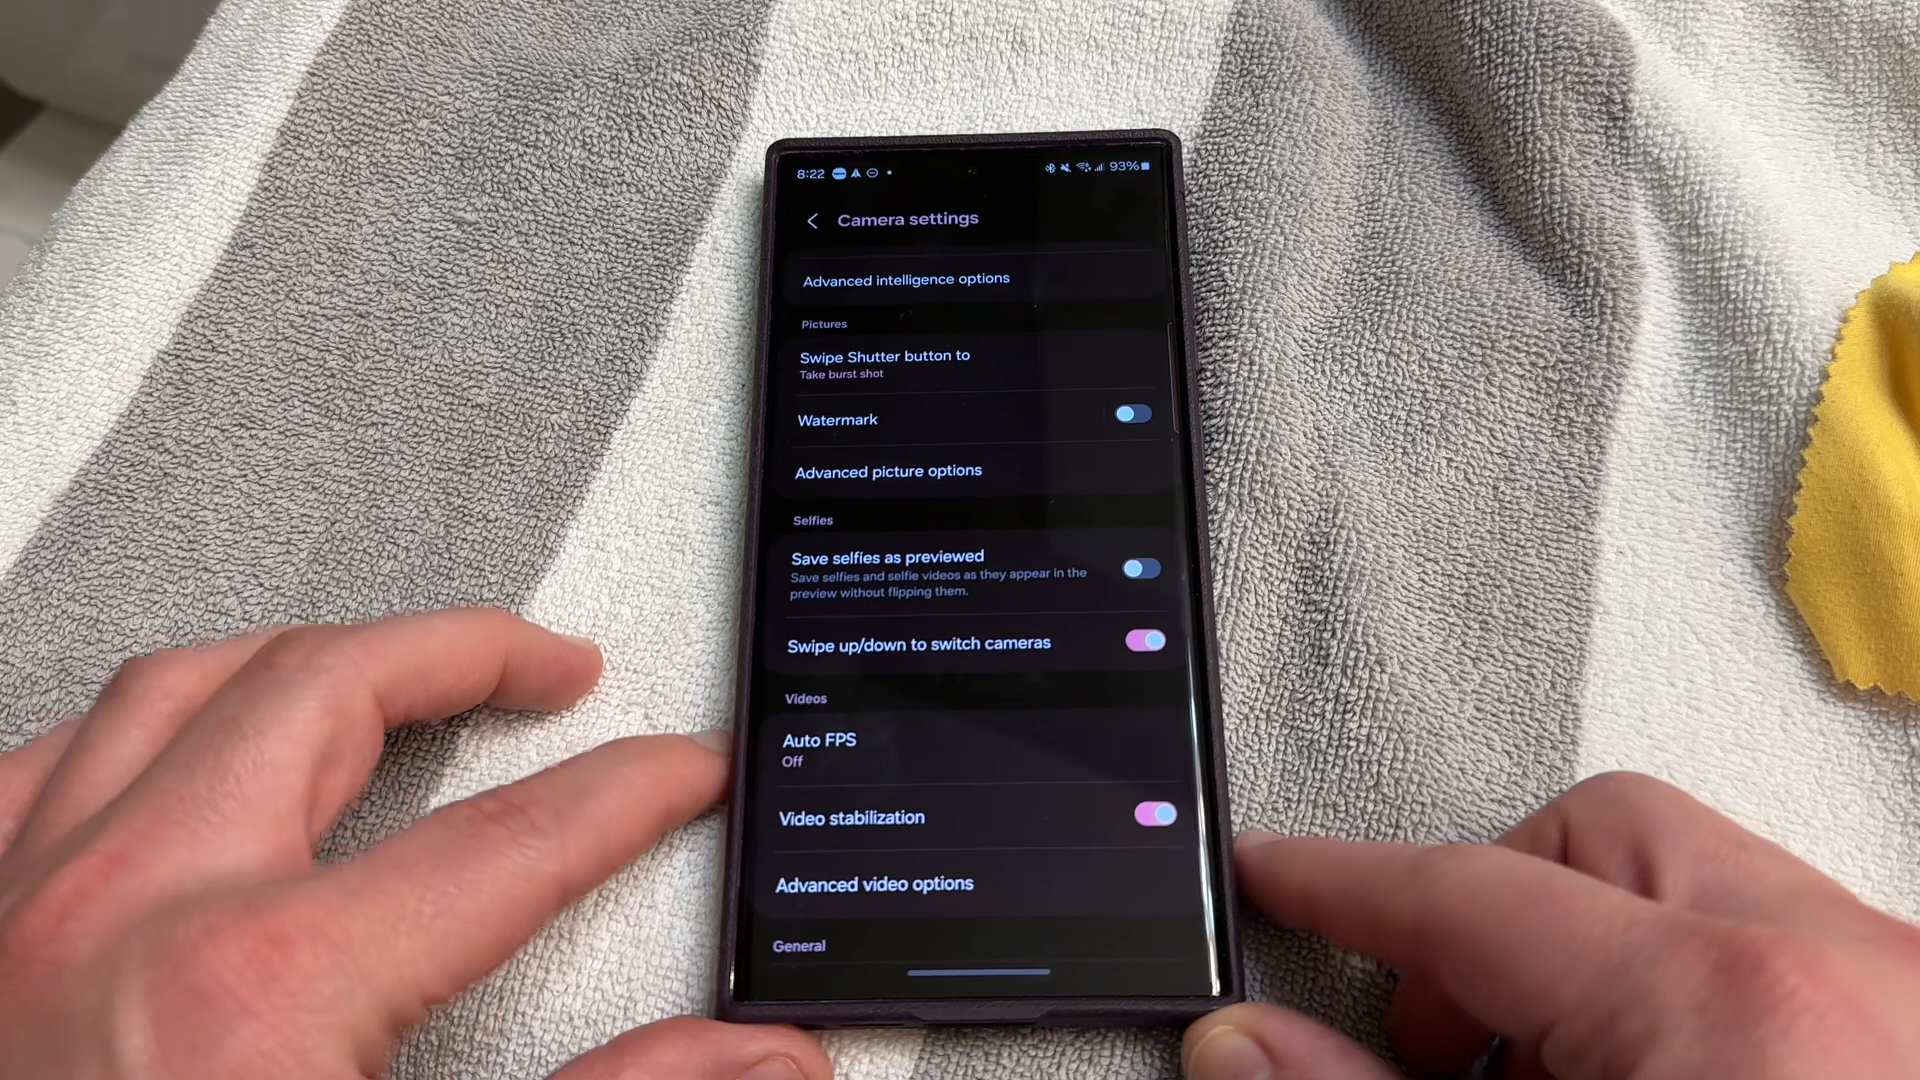 8:22 93%
Camera settings
Advanced intelligence options
Pictures
Swipe Shutter button to
Take burst shot
Watermark
Advanced picture options
Selfies
Save selfies as previewed
Save selfies and selfie videos as they appear in the
preview without flipping them.
Swipe up/down to switch cameras
Videos
Auto FPS
Off
Video stabilization
Advanced video options
General